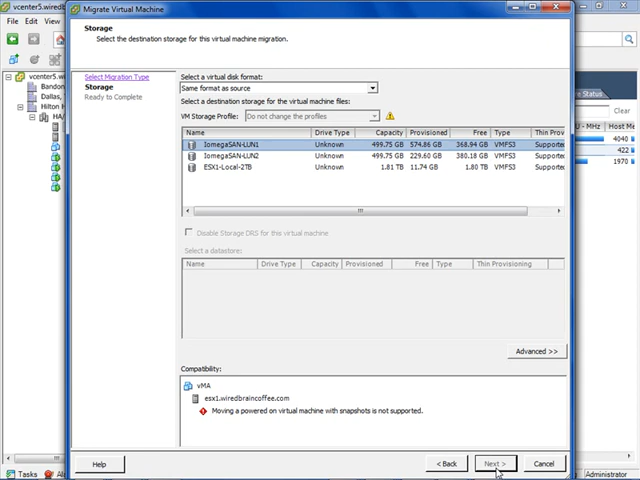 vcenter5.wiredb
Migrate Virtual Machine
File Edit View
Storage
Select the destination storage for this virtual machine migration.
vcenter5.wi
Bandon
Dallas,
Hilton H
HA/
Select Migration Type
Storage
Ready to Complete
Select a virtual disk format:
Same format as source
Select a destination storage for the virtual machine files:
VM Storage Profile: Do not change the profiles
Name Drive Type Capacity Provisioned Free Type Thin Prov
IomegaSAN-LUN1 Unknown 499.75 GB 574.86 GB 368.94 GB VMFS3 Supporte
IomegaSAN-LUN2 Unknown 499.75 GB 229.60 GB 380.18 GB VMFS3 Supporte
ESX1-Local-2TB Unknown 1.81 TB 11.74 GB 1.80 TB VMFS3 Supporte
Disable Storage DRS for this virtual machine
Select a datastore:
Name Drive Type Capacity Provisioned Free Type Thin Provisioning
Advanced >>
Compatibility:
vMA
esx1.wiredbraincoffee.com
Moving a powered on virtual machine with snapshots is not supported.
Help
< Back
Next >
Cancel
Status
Clear
U - MHz Host Me
4040
422
1970
Tasks
Administrator